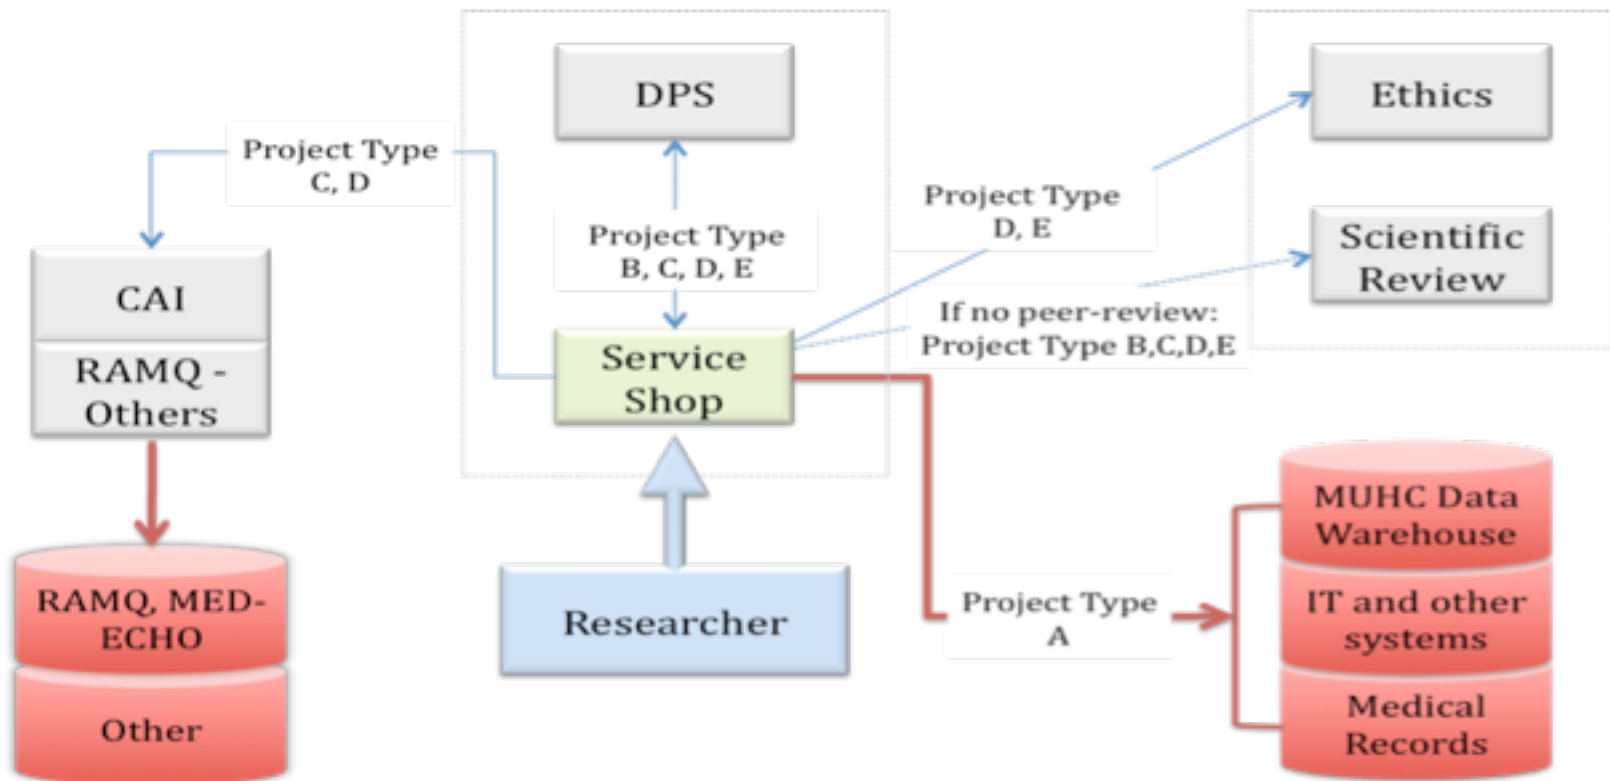 DPS
Ethics
Project Type
C, D
Project Type
D, E
Project Type
B, C, D, E
Scientific
Review
CAI
RAMQ -
Others
If no peer-review:
Project Type B,C,D,E
Service
Shop
MUHC Data
Warehouse
RAMQ, MED-
ECHO
Researcher
Project Type
A
IT and other
systems
Other
Medical
Records